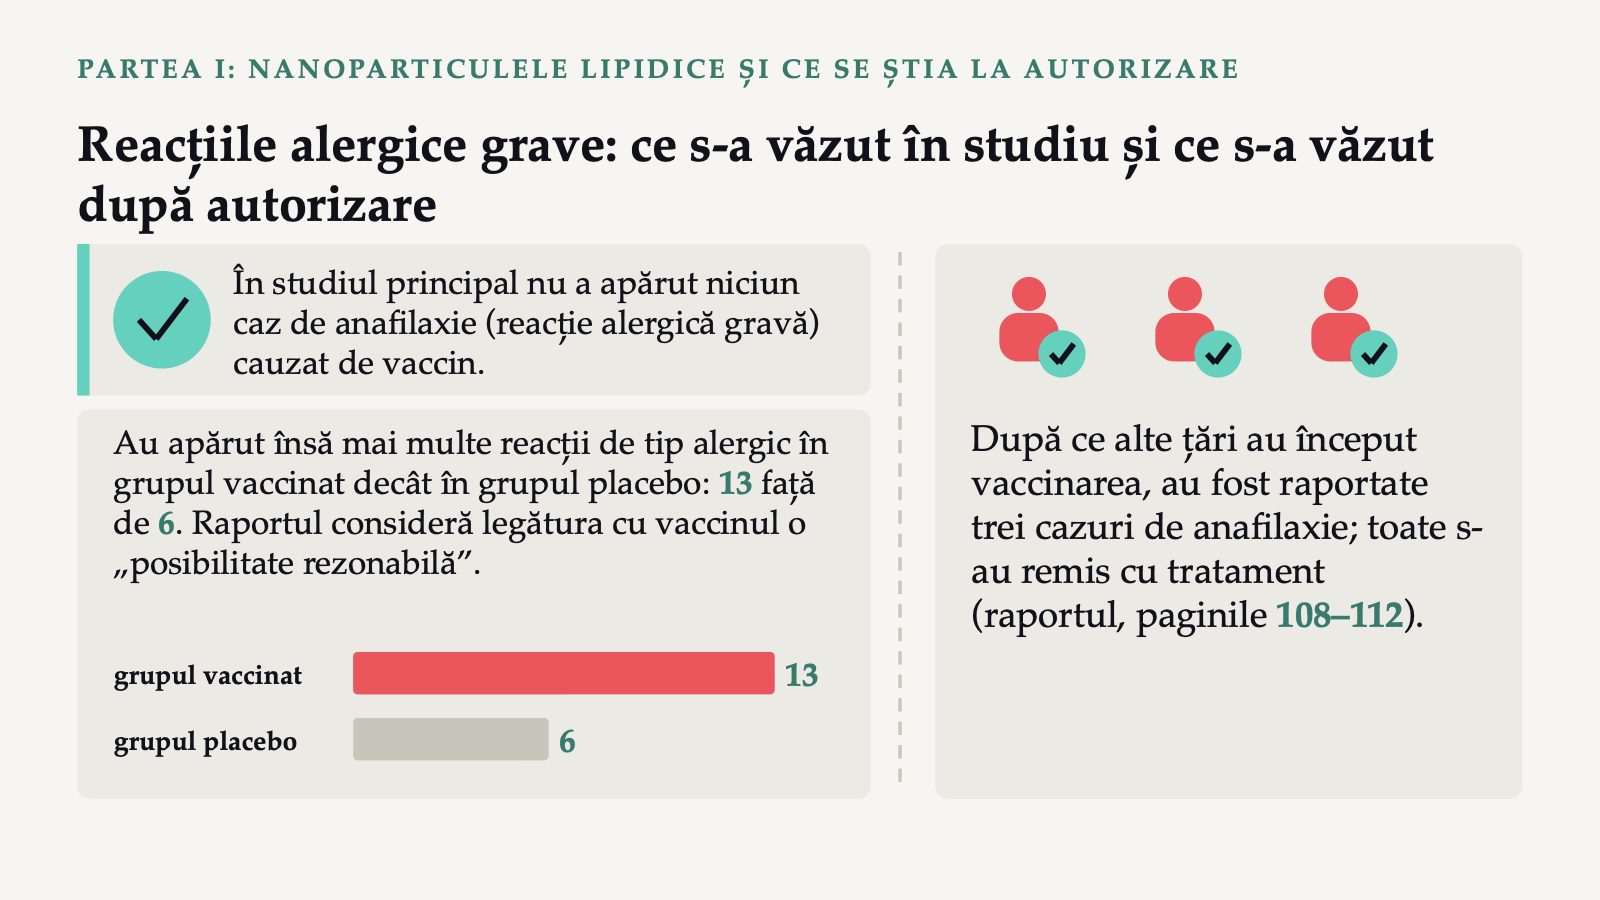 PARTEA I: NANOPARTICULELE LIPIDICE ȘI CE SE ȘTIA LA AUTORIZARE
Reacțiile alergice grave: ce s-a văzut în studiu și ce s-a văzut
după autorizare
În studiul principal nu a apărut niciun
caz de anafilaxie (reacție alergică gravă)
cauzat de vaccin.
Au apărut însă mai multe reacții de tip alergic în
grupul vaccinat decât în grupul placebo: 13 față
de 6. Raportul consideră legătura cu vaccinul o
„posibilitate rezonabilă”.
grupul vaccinat 13
grupul placebo 6
După ce alte țări au început
vaccinarea, au fost raportate
trei cazuri de anafilaxie; toate s-
au remis cu tratament
(raportul, paginile 108–112).